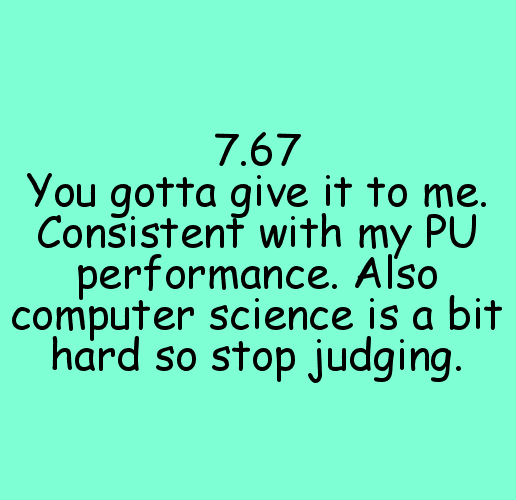 7.67
You gotta give it to me.
Consistent with my PU
performance. Also
computer science is a bit
hard so stop judging.